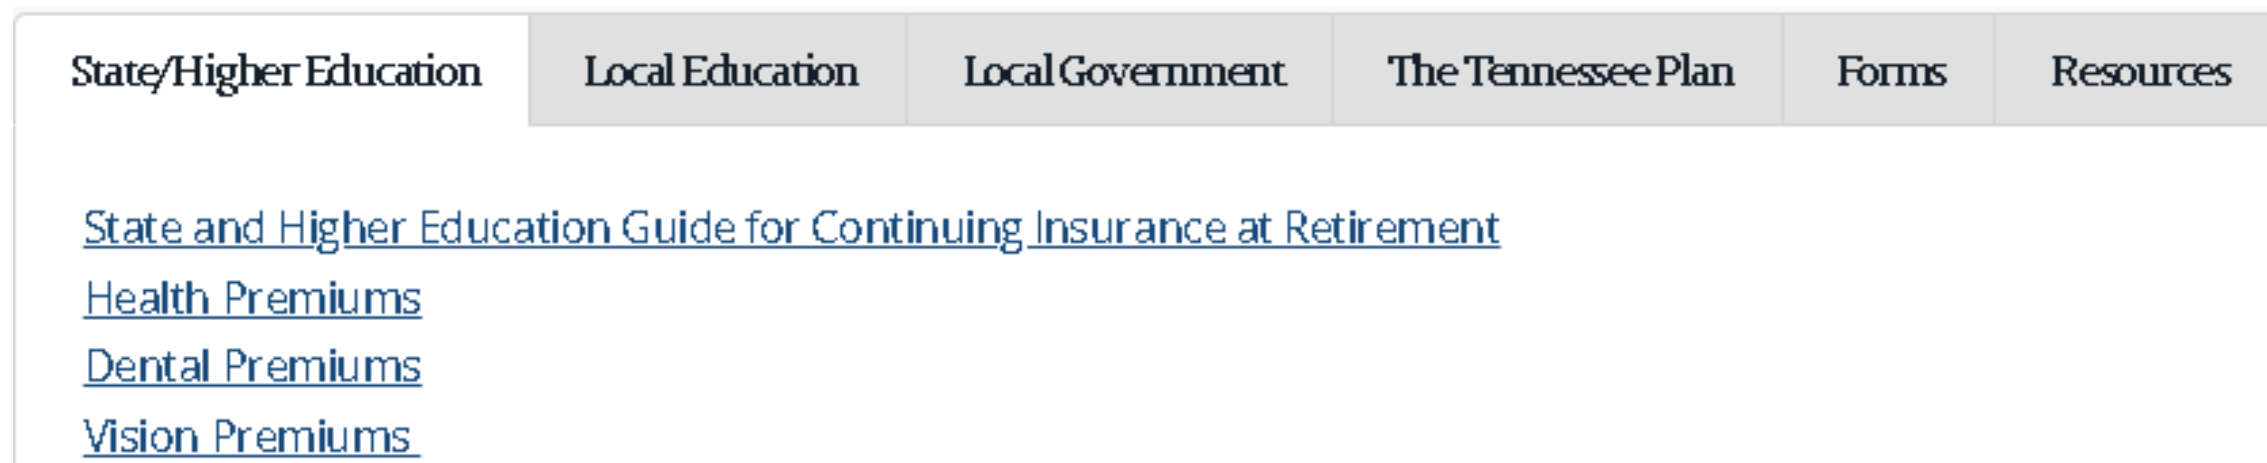 State/Higher Education Local Education Local Government The Tennessee Plan Forms Resources
State and Higher Education Guide for Continuing Insurance at Retirement
Health Premiums
Dental Premiums
Vision Premiums